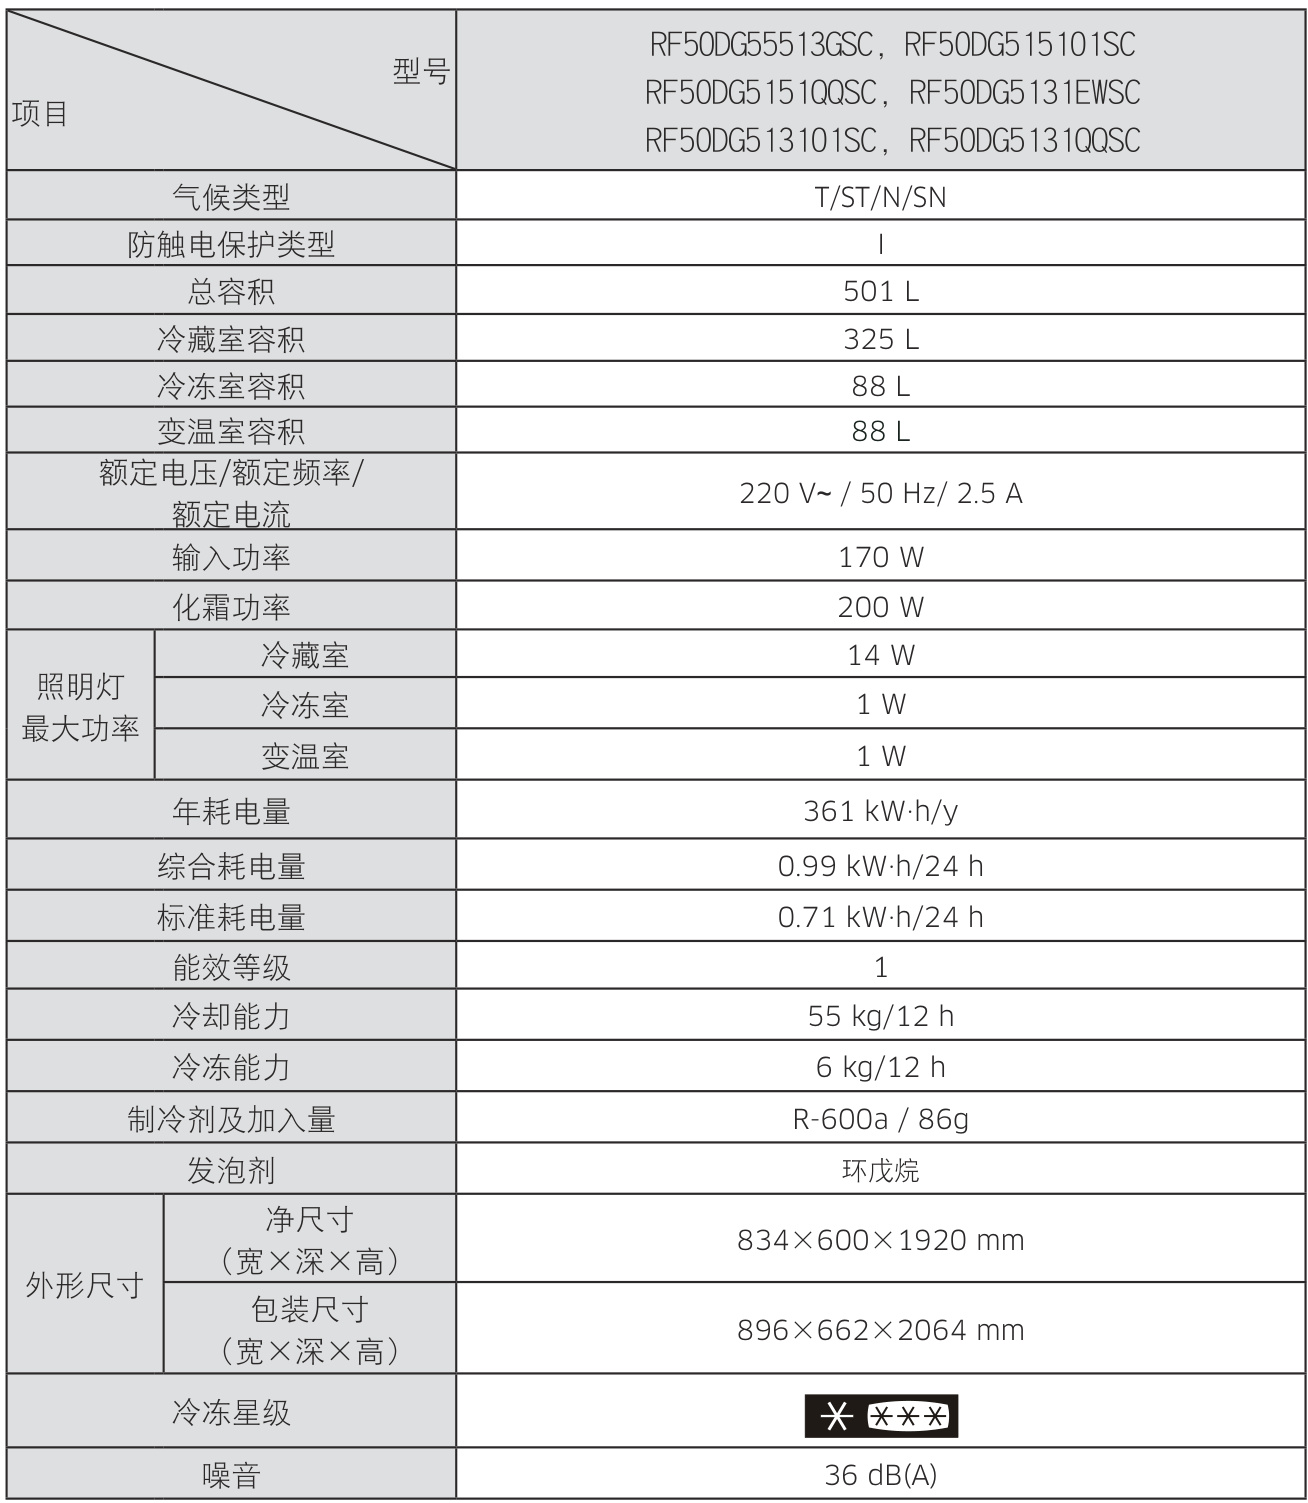 型号
项目
RF50DG55513GSC, RF50DG515101SC
RF50DG5151QQSC, RF50DG5131EWSC
RF50DG513101SC, RF50DG5131QQSC
气候类型
T/ST/N/SN
防触电保护类型
I
总容积
501 L
冷藏室容积
325 L
冷冻室容积
88 L
变温室容积
88 L
额定电压/额定频率/
额定电流
220 V~ / 50 Hz/ 2.5 A
输入功率
170 W
化霜功率
200 W
照明灯
最大功率
冷藏室
14 W
冷冻室
1 W
变温室
1 W
年耗电量
361 kW·h/y
综合耗电量
0.99 kW·h/24 h
标准耗电量
0.71 kW·h/24 h
能效等级
1
冷却能力
55 kg/12 h
冷冻能力
6 kg/12 h
制冷剂及加入量
R-600a / 86g
发泡剂
环戊烷
外形尺寸
净尺寸
（宽×深×高）
834×600×1920 mm
包装尺寸
（宽×深×高）
896×662×2064 mm
冷冻星级
噪音
36 dB(A)